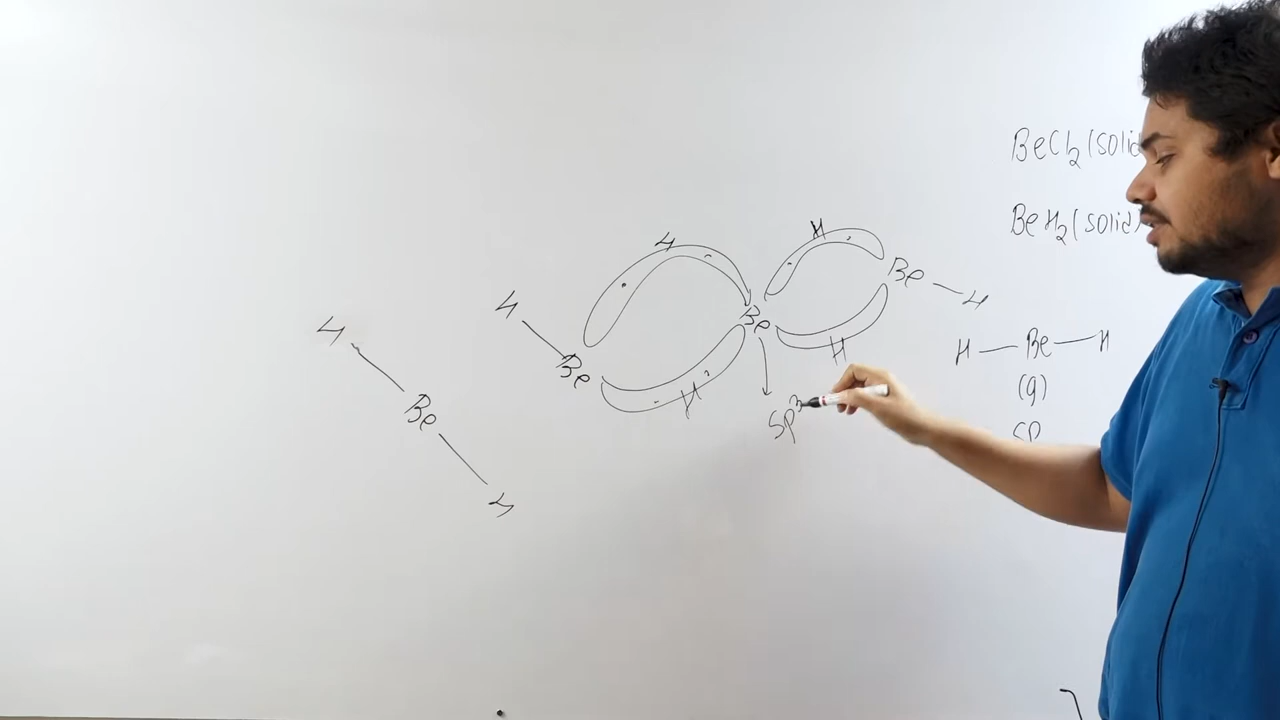 BeCl₂ (solid
BeH₂ (solid)
H — Be — H
(g)
SP
H
Be
H
H
Be
H
H
Be
H
H
Be
H
Sp³